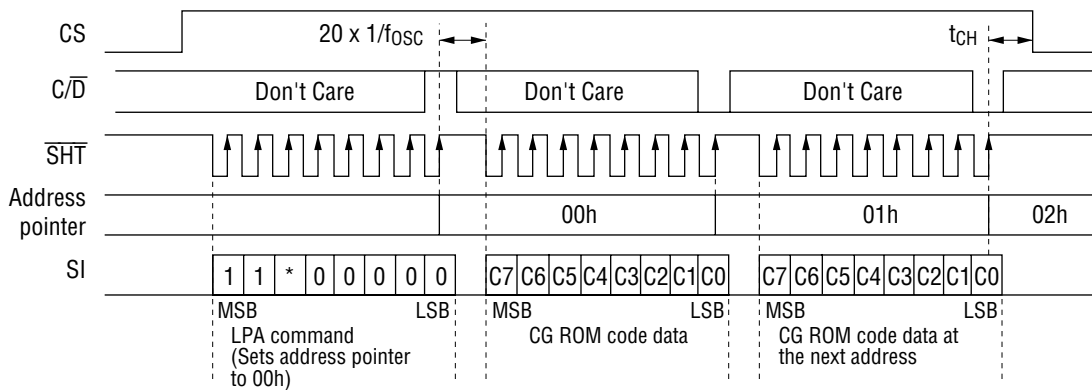 CS
20 x 1/fOSC
tCH
C/D̅
Don't Care
Don't Care
Don't Care
S̅H̅T̅
Address pointer
00h
01h
02h
SI
1 1 * 0 0 0 0 0
C7 C6 C5 C4 C3 C2 C1 C0
C7 C6 C5 C4 C3 C2 C1 C0
MSB LSB
MSB LSB
MSB LSB
LPA command
(Sets address pointer
to 00h)
CG ROM code data
CG ROM code data at
the next address